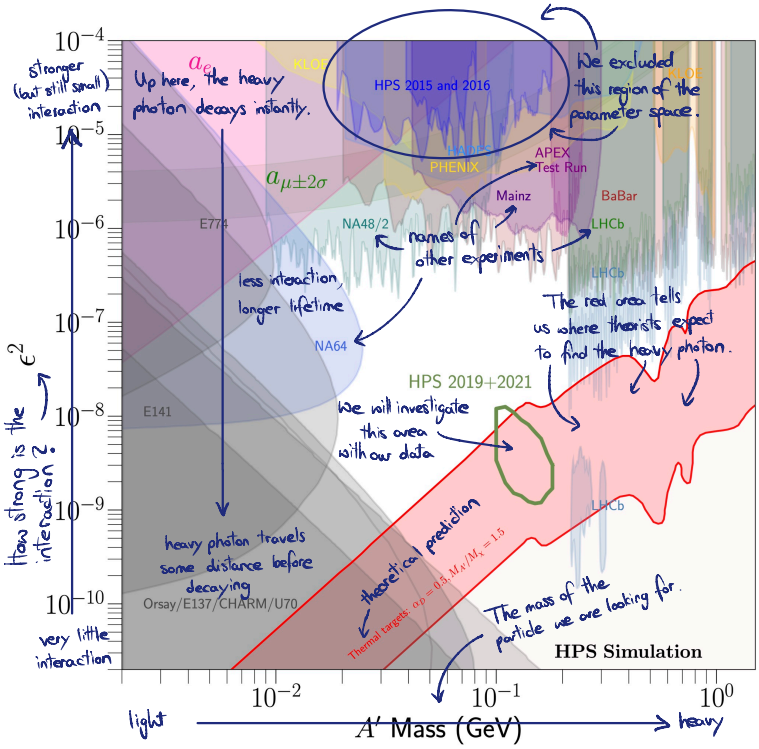 10⁻⁴
stronger
(but still small)
interaction
a_e
KLOE
HPS 2015 and 2016
We excluded
this region of the
parameter space.
KLOE
Up here, the heavy
photon decays instantly.
10⁻⁵
HADES
PHENIX
APEX
Test Run
a_μ±2σ
Mainz
BaBar
10⁻⁶
E774
NA48/2
LHCb
names of
other experiments
LHCb
less interaction,
longer lifetime
The red area tells
us where theorists expect
to find the heavy photon.
10⁻⁷
NA64
ϵ²
HPS 2019+2021
10⁻⁸
E141
We will investigate
this area
with our data
How strong is the
interaction?
10⁻⁹
LHCb
heavy photon travels
some distance before
decaying
theoretical prediction
Thermal targets: α_D = 0.5, M_A′/M_χ = 1.5
10⁻¹⁰
Orsay/E137/CHARM/U70
The mass of the
particle we are looking for.
very little
interaction
HPS Simulation
10⁻²
10⁻¹
10⁰
light
A′ Mass (GeV)
heavy